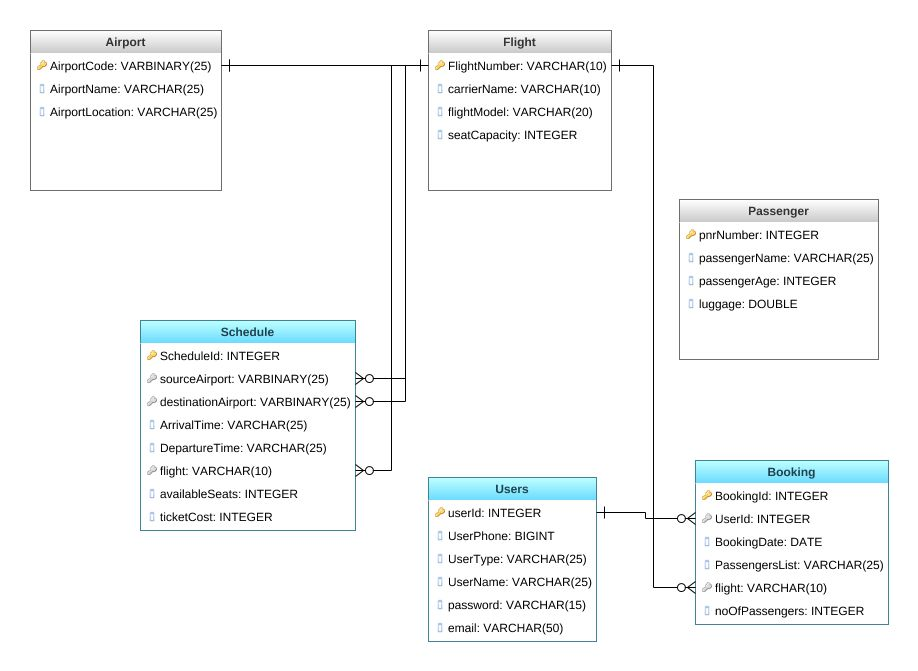 Airport
AirportCode: VARBINARY(25)
AirportName: VARCHAR(25)
AirportLocation: VARCHAR(25)
Flight
FlightNumber: VARCHAR(10)
carrierName: VARCHAR(10)
flightModel: VARCHAR(20)
seatCapacity: INTEGER
Passenger
pnrNumber: INTEGER
passengerName: VARCHAR(25)
passengerAge: INTEGER
luggage: DOUBLE
Schedule
ScheduleId: INTEGER
sourceAirport: VARBINARY(25)
destinationAirport: VARBINARY(25)
ArrivalTime: VARCHAR(25)
DepartureTime: VARCHAR(25)
flight: VARCHAR(10)
availableSeats: INTEGER
ticketCost: INTEGER
Users
userId: INTEGER
UserPhone: BIGINT
UserType: VARCHAR(25)
UserName: VARCHAR(25)
password: VARCHAR(15)
email: VARCHAR(50)
Booking
BookingId: INTEGER
UserId: INTEGER
BookingDate: DATE
PassengersList: VARCHAR(25)
flight: VARCHAR(10)
noOfPassengers: INTEGER